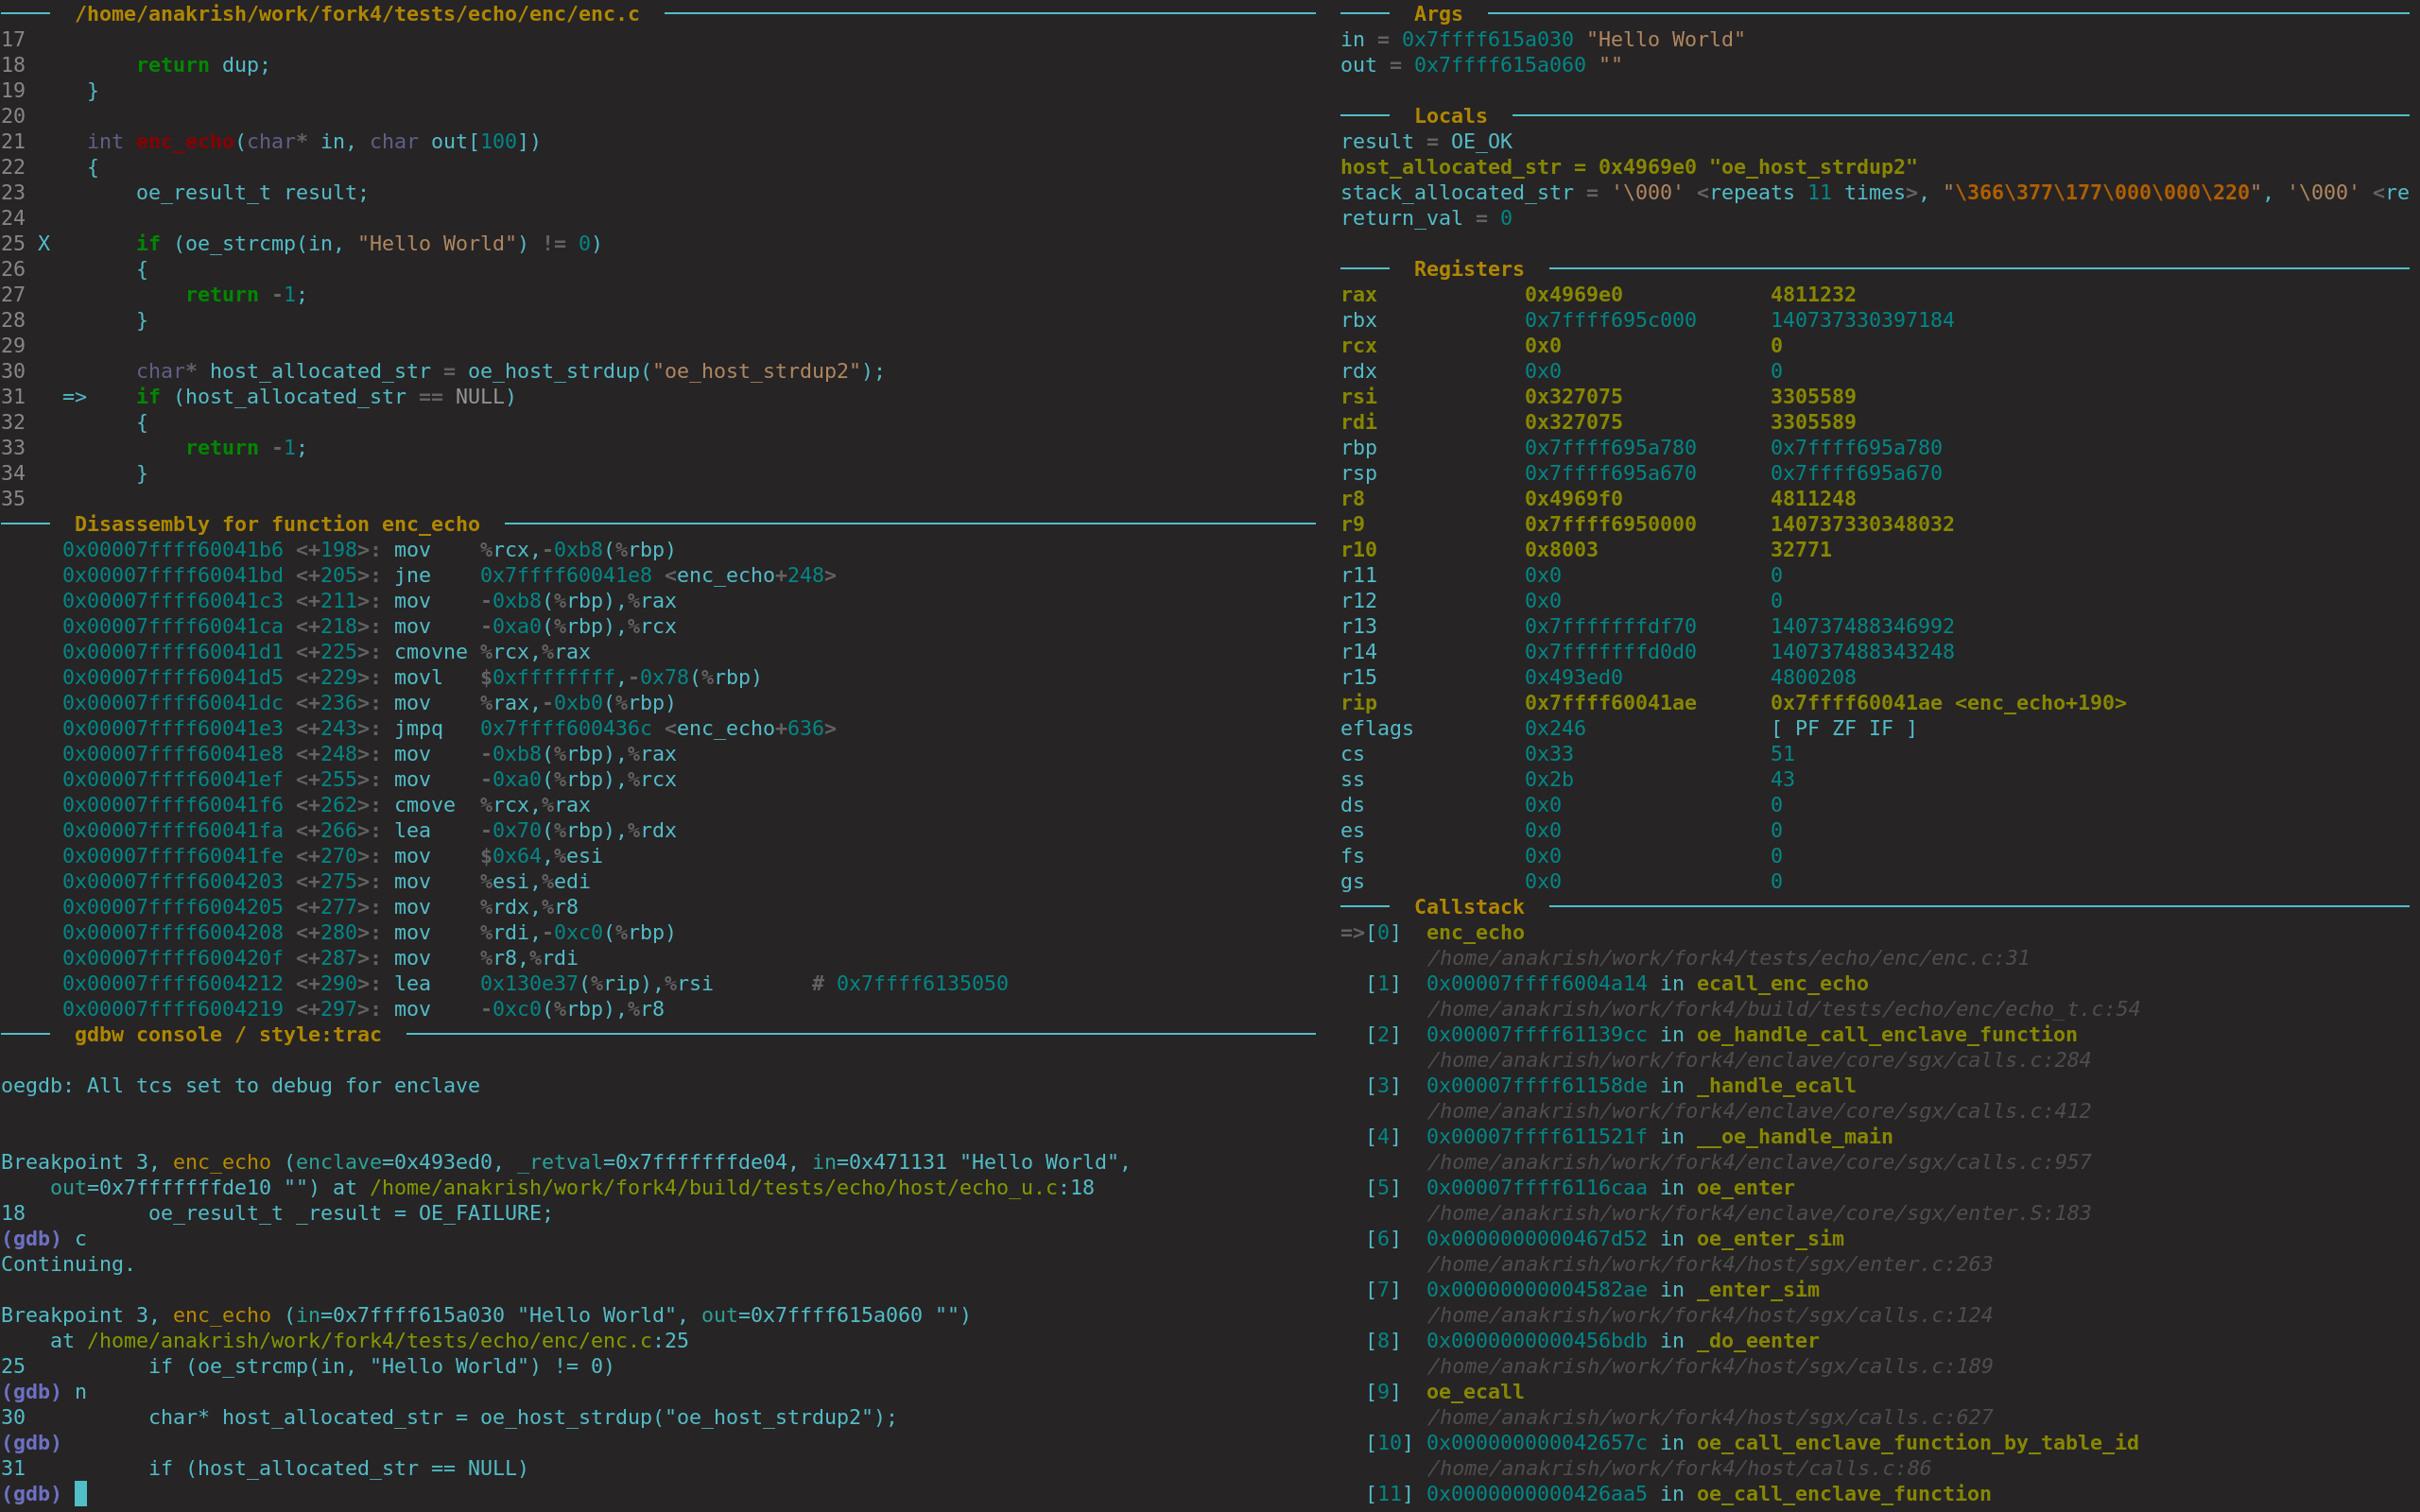 /home/anakrish/work/fork4/tests/echo/enc/enc.c
17
18         return dup;
19     }
20
21     int enc_echo(char* in, char out[100])
22     {
23         oe_result_t result;
24
25 X       if (oe_strcmp(in, "Hello World") != 0)
26         {
27             return -1;
28         }
29
30         char* host_allocated_str = oe_host_strdup("oe_host_strdup2");
31   =>    if (host_allocated_str == NULL)
32         {
33             return -1;
34         }
35
Disassembly for function enc_echo
0x00007ffff60041b6 <+198>: mov    %rcx,-0xb8(%rbp)
0x00007ffff60041bd <+205>: jne    0x7ffff60041e8 <enc_echo+248>
0x00007ffff60041c3 <+211>: mov    -0xb8(%rbp),%rax
0x00007ffff60041ca <+218>: mov    -0xa0(%rbp),%rcx
0x00007ffff60041d1 <+225>: cmovne %rcx,%rax
0x00007ffff60041d5 <+229>: movl   $0xffffffff,-0x78(%rbp)
0x00007ffff60041dc <+236>: mov    %rax,-0xb0(%rbp)
0x00007ffff60041e3 <+243>: jmpq   0x7ffff600436c <enc_echo+636>
0x00007ffff60041e8 <+248>: mov    -0xb8(%rbp),%rax
0x00007ffff60041ef <+255>: mov    -0xa0(%rbp),%rcx
0x00007ffff60041f6 <+262>: cmove  %rcx,%rax
0x00007ffff60041fa <+266>: lea    -0x70(%rbp),%rdx
0x00007ffff60041fe <+270>: mov    $0x64,%esi
0x00007ffff6004203 <+275>: mov    %esi,%edi
0x00007ffff6004205 <+277>: mov    %rdx,%r8
0x00007ffff6004208 <+280>: mov    %rdi,-0xc0(%rbp)
0x00007ffff600420f <+287>: mov    %r8,%rdi
0x00007ffff6004212 <+290>: lea    0x130e37(%rip),%rsi        # 0x7ffff6135050
0x00007ffff6004219 <+297>: mov    -0xc0(%rbp),%r8
gdbw console / style:trac
oegdb: All tcs set to debug for enclave
Breakpoint 3, enc_echo (enclave=0x493ed0, _retval=0x7fffffffde04, in=0x471131 "Hello World",
    out=0x7fffffffde10 "") at /home/anakrish/work/fork4/build/tests/echo/host/echo_u.c:18
18          oe_result_t _result = OE_FAILURE;
(gdb) c
Continuing.
Breakpoint 3, enc_echo (in=0x7ffff615a030 "Hello World", out=0x7ffff615a060 "")
    at /home/anakrish/work/fork4/tests/echo/enc/enc.c:25
25          if (oe_strcmp(in, "Hello World") != 0)
(gdb) n
30          char* host_allocated_str = oe_host_strdup("oe_host_strdup2");
(gdb)
31          if (host_allocated_str == NULL)
(gdb)
Args
in = 0x7ffff615a030 "Hello World"
out = 0x7ffff615a060 ""
Locals
result = OE_OK
host_allocated_str = 0x4969e0 "oe_host_strdup2"
stack_allocated_str = '\000' <repeats 11 times>, "\366\377\177\000\000\220", '\000' <re
return_val = 0
Registers
rax            0x4969e0            4811232
rbx            0x7ffff695c000      140737330397184
rcx            0x0                 0
rdx            0x0                 0
rsi            0x327075            3305589
rdi            0x327075            3305589
rbp            0x7ffff695a780      0x7ffff695a780
rsp            0x7ffff695a670      0x7ffff695a670
r8             0x4969f0            4811248
r9             0x7ffff6950000      140737330348032
r10            0x8003              32771
r11            0x0                 0
r12            0x0                 0
r13            0x7fffffffdf70      140737488346992
r14            0x7fffffffd0d0      140737488343248
r15            0x493ed0            4800208
rip            0x7ffff60041ae      0x7ffff60041ae <enc_echo+190>
eflags         0x246               [ PF ZF IF ]
cs             0x33                51
ss             0x2b                43
ds             0x0                 0
es             0x0                 0
fs             0x0                 0
gs             0x0                 0
Callstack
=>[0]  enc_echo
/home/anakrish/work/fork4/tests/echo/enc/enc.c:31
[1]  0x00007ffff6004a14 in ecall_enc_echo
/home/anakrish/work/fork4/build/tests/echo/enc/echo_t.c:54
[2]  0x00007ffff61139cc in oe_handle_call_enclave_function
/home/anakrish/work/fork4/enclave/core/sgx/calls.c:284
[3]  0x00007ffff61158de in _handle_ecall
/home/anakrish/work/fork4/enclave/core/sgx/calls.c:412
[4]  0x00007ffff611521f in __oe_handle_main
/home/anakrish/work/fork4/enclave/core/sgx/calls.c:957
[5]  0x00007ffff6116caa in oe_enter
/home/anakrish/work/fork4/enclave/core/sgx/enter.S:183
[6]  0x0000000000467d52 in oe_enter_sim
/home/anakrish/work/fork4/host/sgx/enter.c:263
[7]  0x00000000004582ae in _enter_sim
/home/anakrish/work/fork4/host/sgx/calls.c:124
[8]  0x0000000000456bdb in _do_eenter
/home/anakrish/work/fork4/host/sgx/calls.c:189
[9]  oe_ecall
/home/anakrish/work/fork4/host/sgx/calls.c:627
[10] 0x000000000042657c in oe_call_enclave_function_by_table_id
/home/anakrish/work/fork4/host/calls.c:86
[11] 0x0000000000426aa5 in oe_call_enclave_function